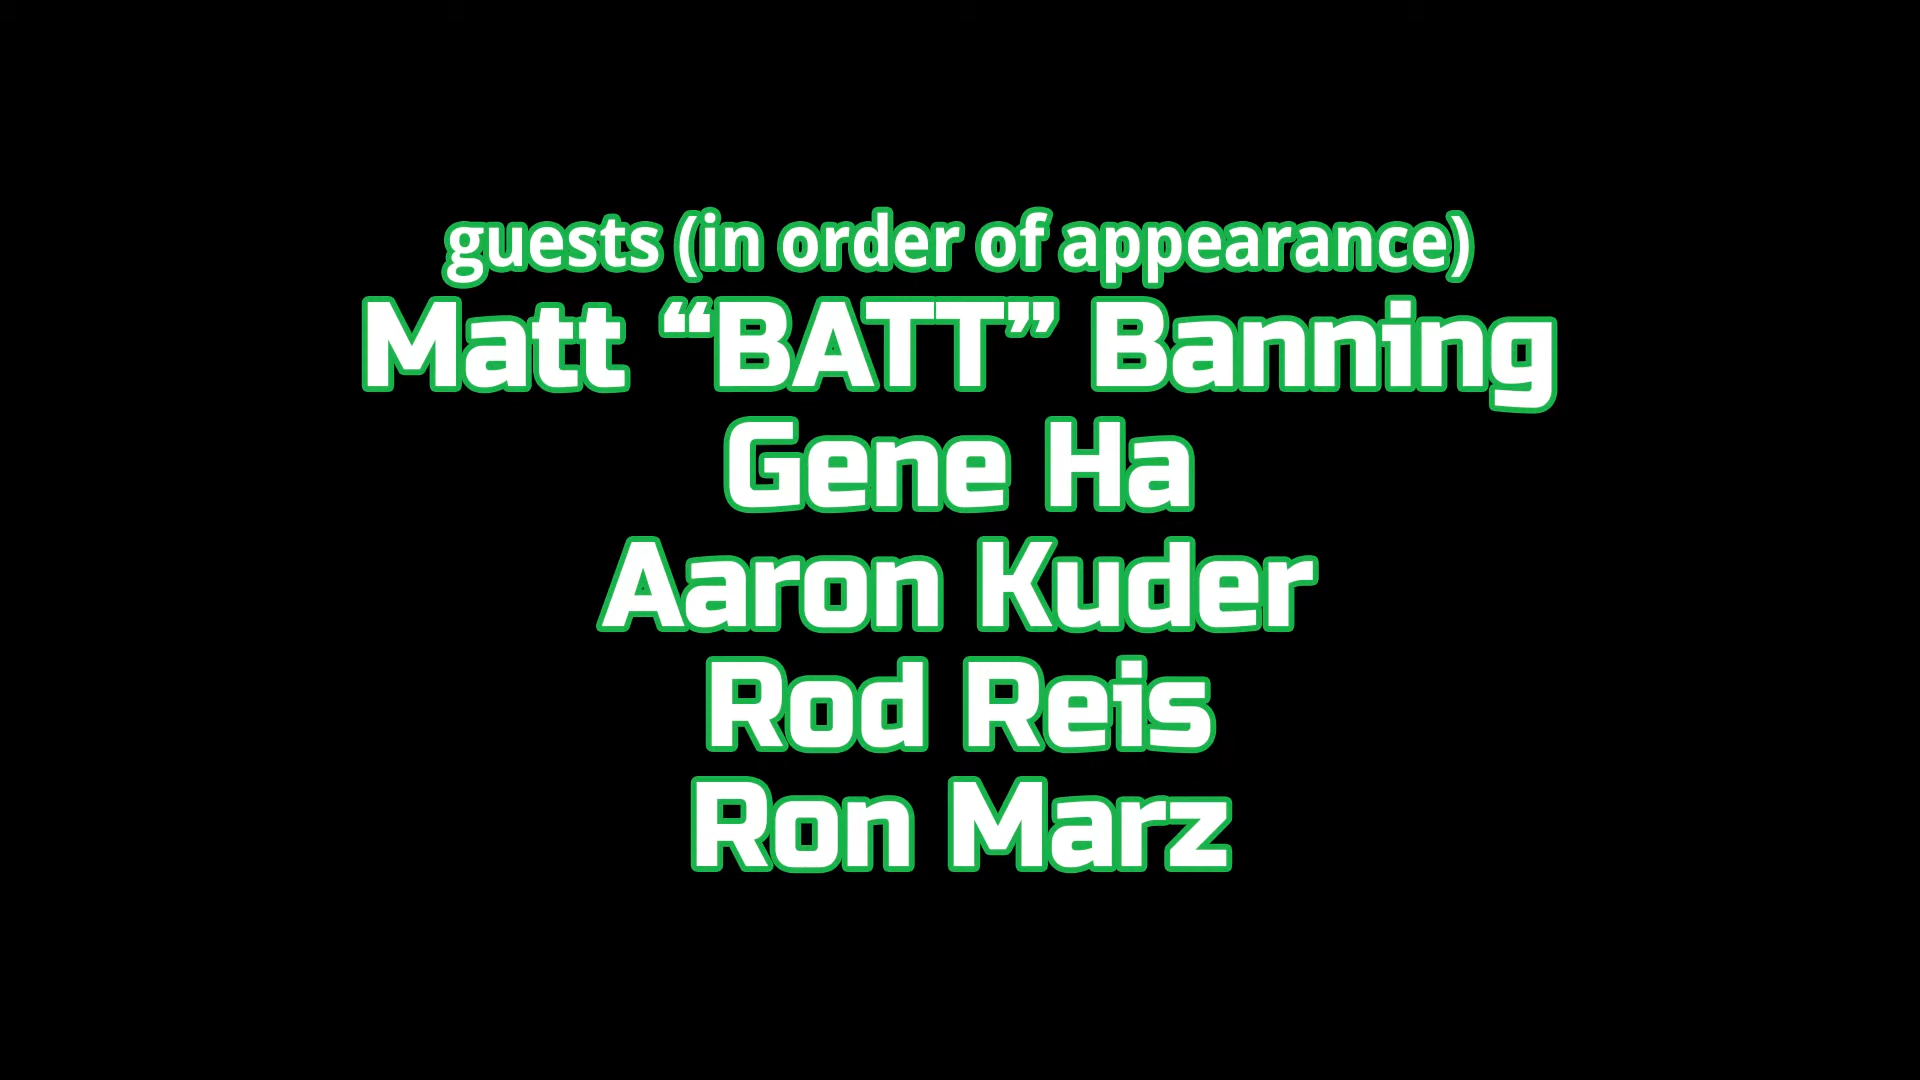 guests (in order of appearance)
Matt “BATT” Banning
Gene Ha
Aaron Kuder
Rod Reis
Ron Marz